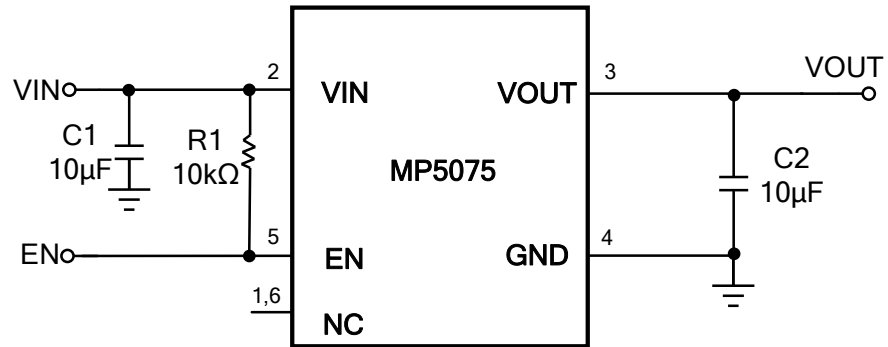 VIN
2
VIN
VOUT
3
VOUT
C1
10µF
R1
10kΩ
MP5075
C2
10µF
EN
5
EN
GND
4
1,6
NC